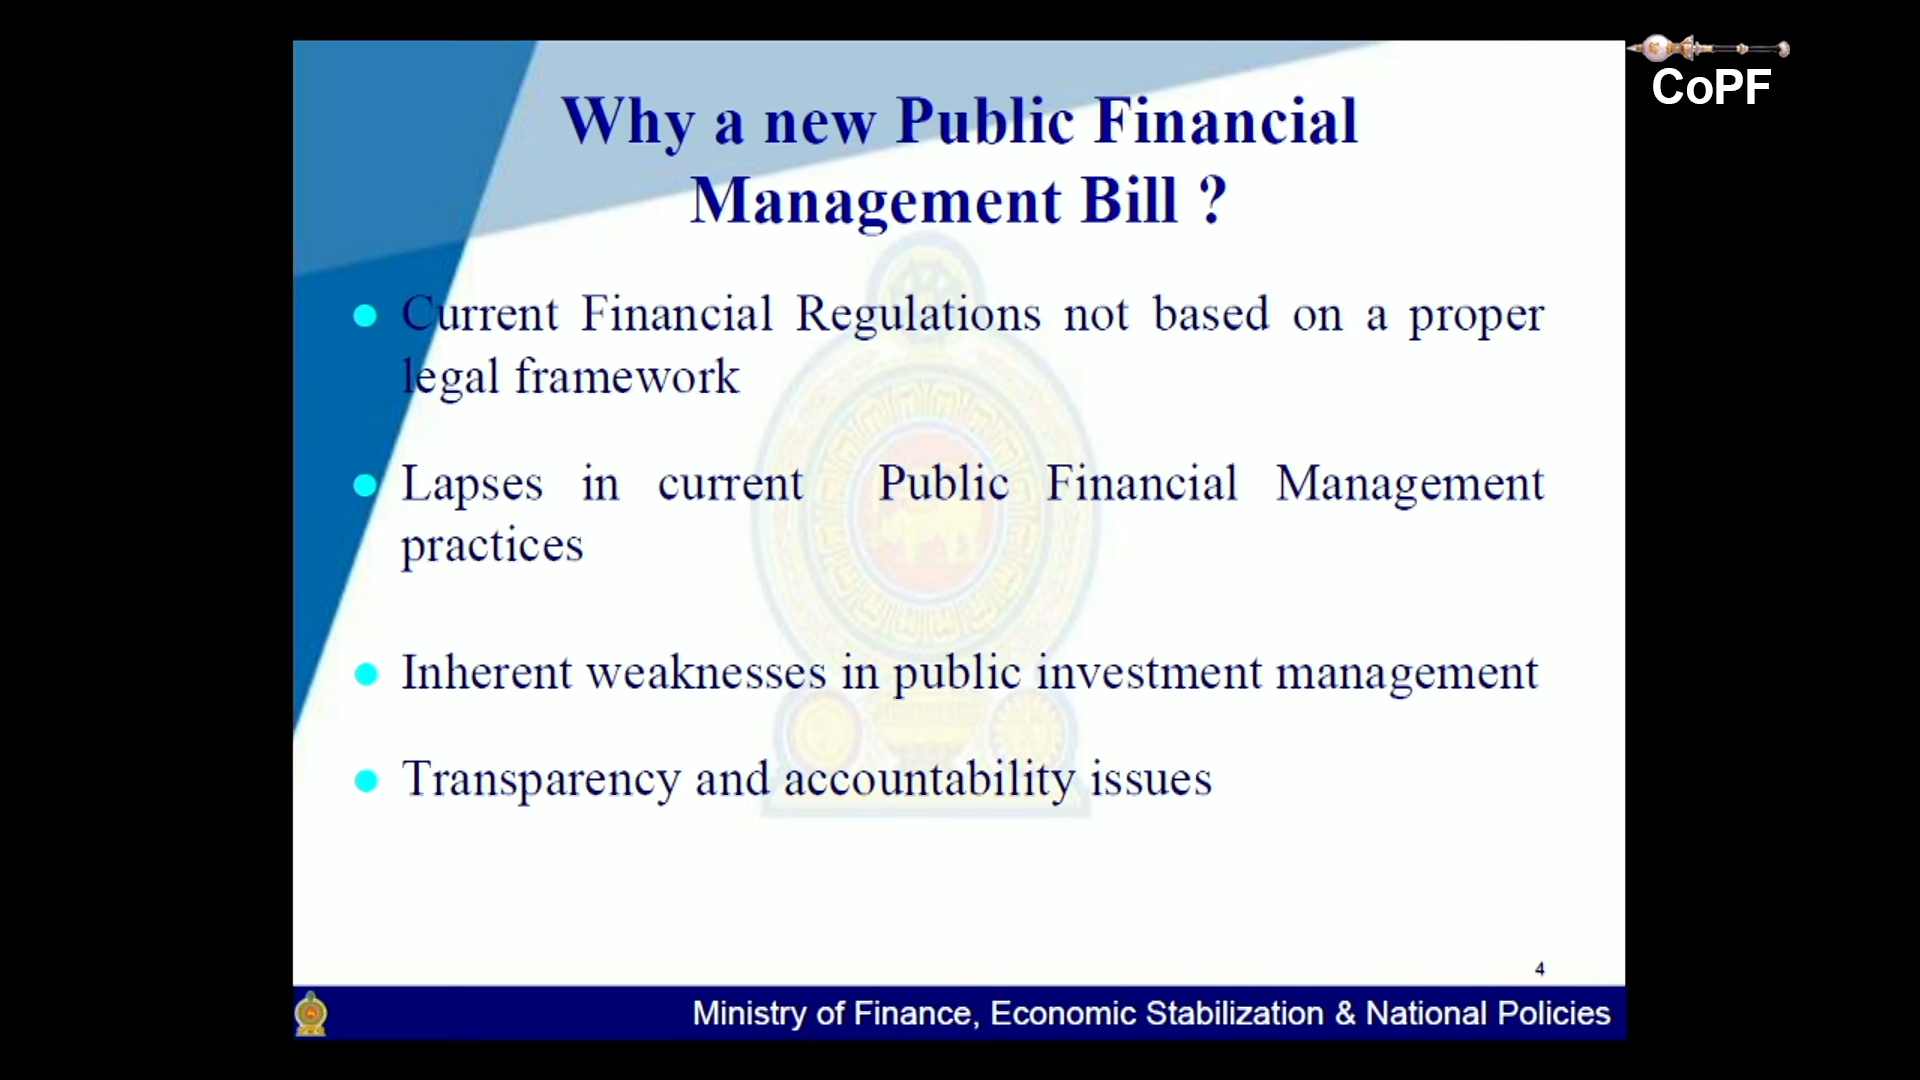 CoPF
Why a new Public Financial
Management Bill ?
Current Financial Regulations not based on a proper
legal framework
Lapses in current Public Financial Management
practices
Inherent weaknesses in public investment management
Transparency and accountability issues
4
Ministry of Finance, Economic Stabilization & National Policies